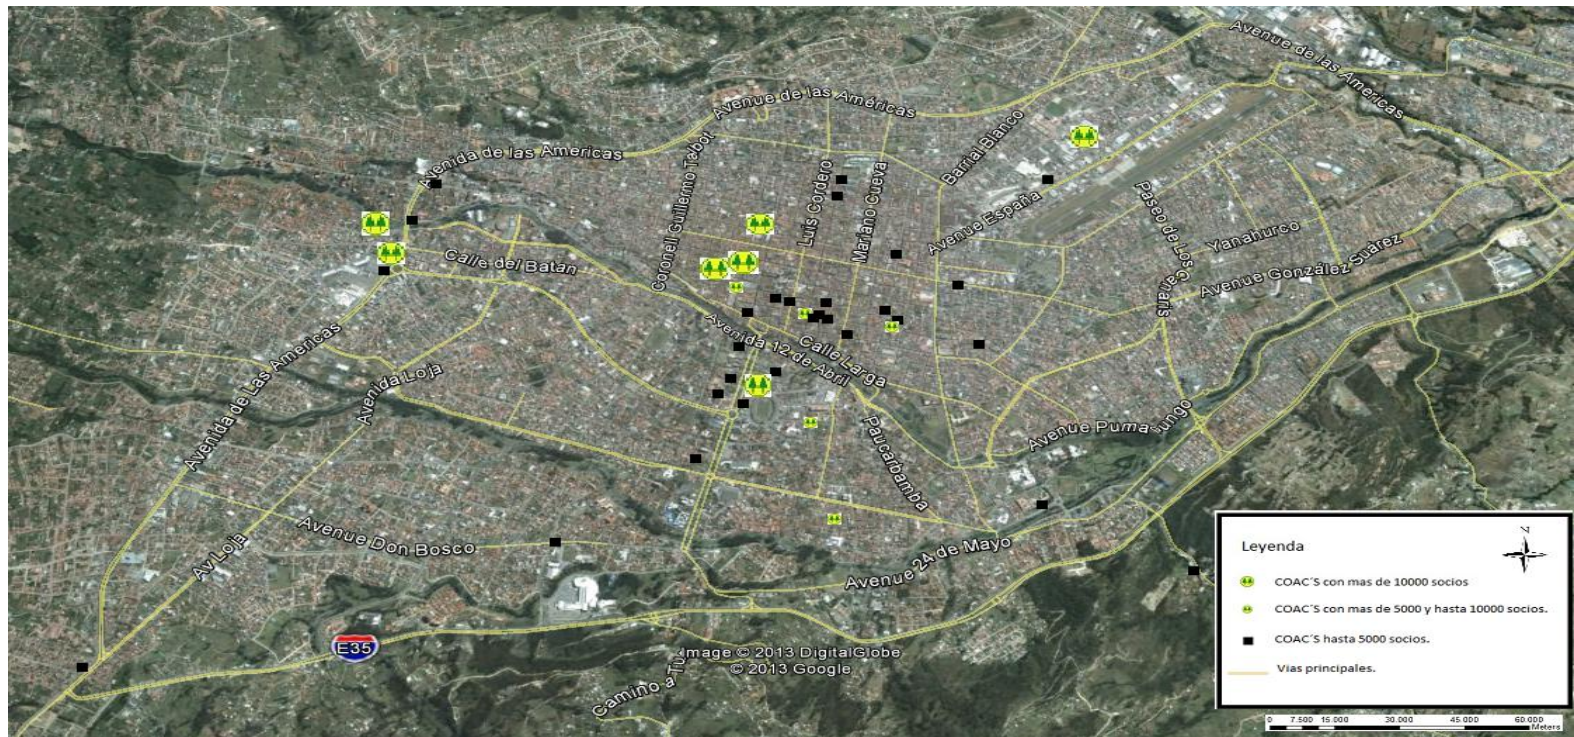 Avenue de las Americas
Avenue de las Américas
Avenida de las Americas
Coronell Guillermo Talbot
Luis Cordero
Mariano Cueva
Barrial Blanco
Avenue España
Paseo de Los Cañaris
Yanahurco
Avenue González Suárez
Calle del Batan
Avenida 12 de Abril
Calle Larga
Avenida de Las Americas
Avenida Loja
Paucarbamba
Avenue Puma
Av Loja
Avenue Don Bosco
Avenue 24 de Mayo
E35
Image © 2013 DigitalGlobe
© 2013 Google
Camino a Tu
Leyenda
COAC´S con mas de 10000 socios
COAC´S con mas de 5000 y hasta 10000 socios.
COAC´S hasta 5000 socios.
Vias principales.
0 7.500 15.000 30.000 45.000 60.000
Meters